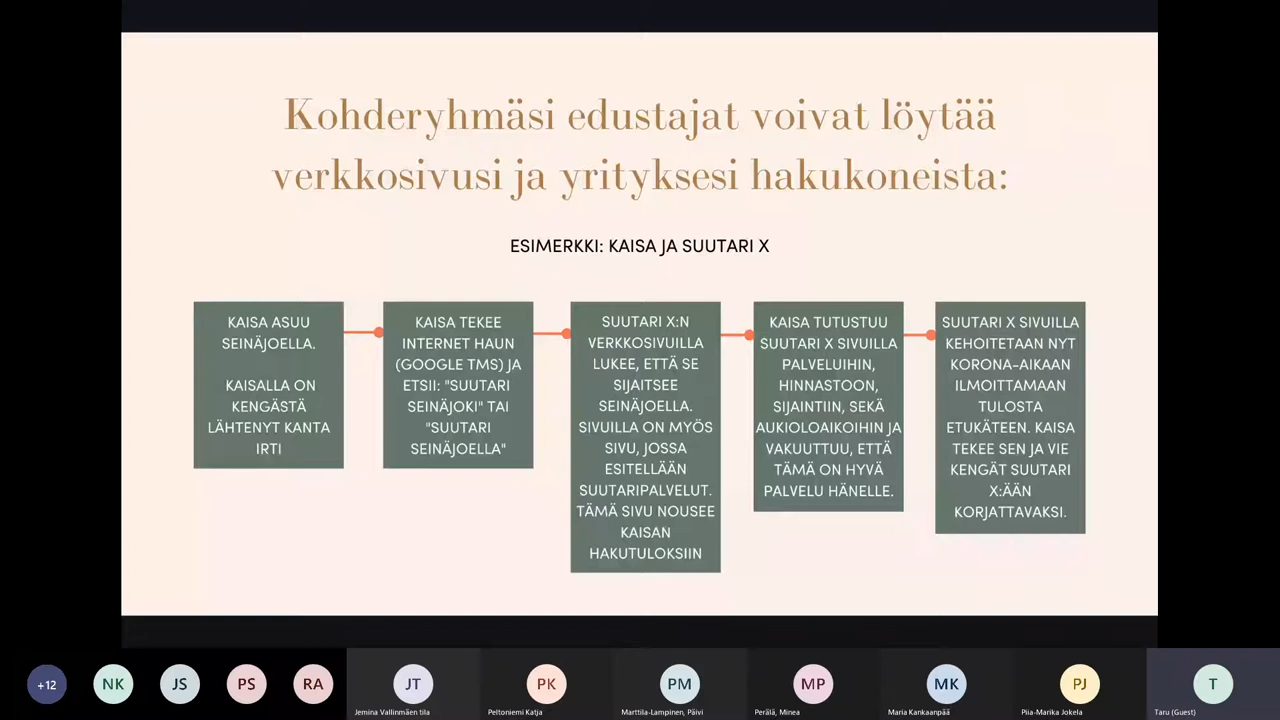 Kohderyhmäsi edustajat voivat löytää
verkkosivusi ja yrityksesi hakukoneista:
ESIMERKKI: KAISA JA SUUTARI X
KAISA ASUU
SEINÄJOELLA.
KAISALLA ON
KENGÄSTÄ
LÄHTENYT KANTA
IRTI
KAISA TEKEE
INTERNET HAUN
(GOOGLE TMS) JA
ETSII: "SUUTARI
SEINÄJOKI" TAI
"SUUTARI
SEINÄJOELLA"
SUUTARI X:N
VERKKOSIVUILLA
LUKEE, ETTÄ SE
SIJAITSEE
SEINÄJOELLA.
SIVUILLA ON MYÖS
SIVU, JOSSA
ESITELLÄÄN
SUUTARIPALVELUT.
TÄMÄ SIVU NOUSEE
KAISAN
HAKUTULOKSIIN
KAISA TUTUSTUU
SUUTARI X SIVUILLA
PALVELUIHIN,
HINNASTOON,
SIJAINTIIN, SEKÄ
AUKIOLOAIKOIHIN JA
VAKUUTTUU, ETTÄ
TÄMÄ ON HYVÄ
PALVELU HÄNELLE.
SUUTARI X SIVUILLA
KEHOITETAAN NYT
KORONA-AIKAAN
ILMOITTAMAAN
TULOSTA
ETUKÄTEEN. KAISA
TEKEE SEN JA VIE
KENGÄT SUUTARI
X:ÄÄN
KORJATTAVAKSI.
+12
NK
JS
PS
RA
JT
PK
PM
MP
MK
PJ
T
Jemina Vallinmäen tila
Peltoniemi Katja
Marttila-Lampinen, Päivi
Perälä, Minea
Maria Kankaanpää
Piia-Marika Jokela
Taru (Guest)